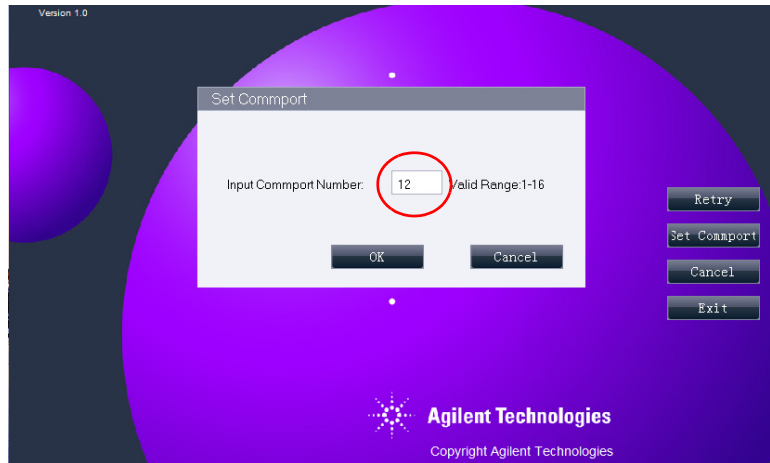 Version 1.0
Set Commport
Input Commport Number: 12 Valid Range:1-16
OK Cancel
Retry
Set Commport
Cancel
Exit
Agilent Technologies
Copyright Agilent Technologies